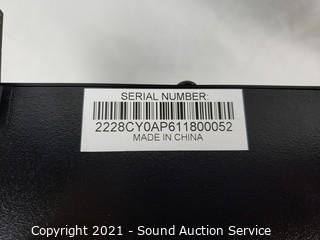 SERIAL NUMBER:
2228CY0AP611800052
MADE IN CHINA
Copyright 2021 - Sound Auction Service